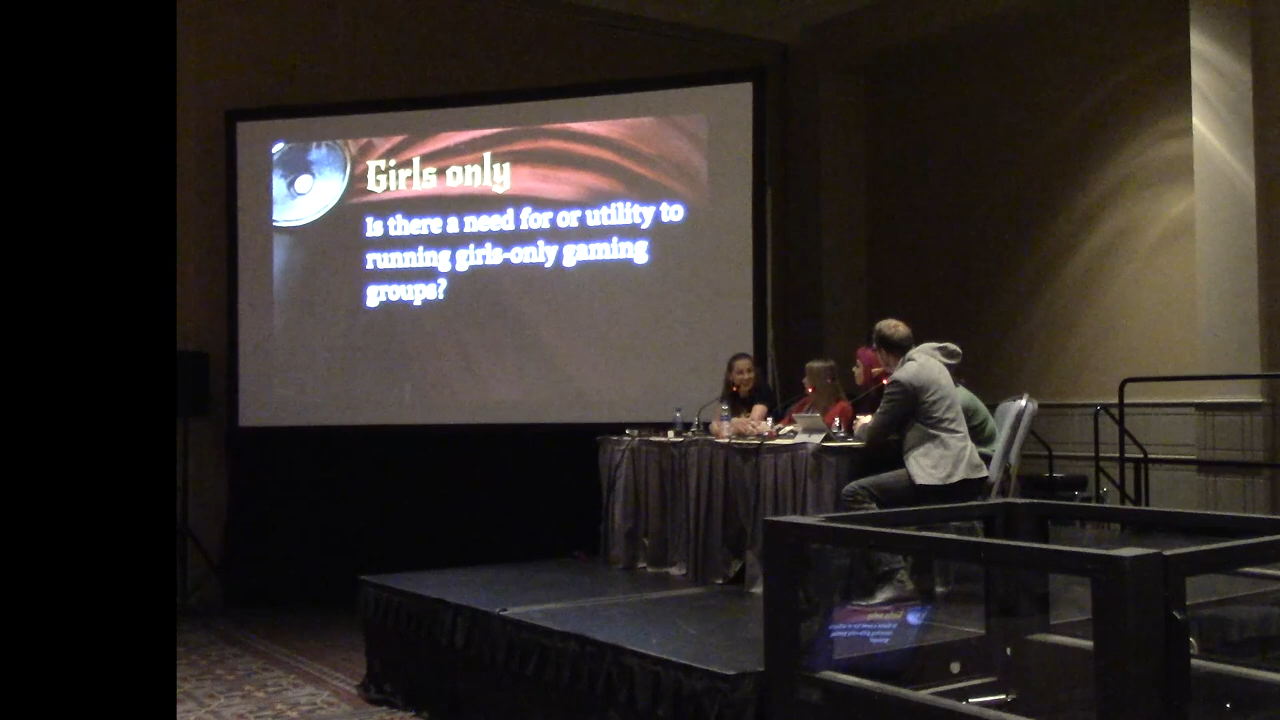 Girls only
Is there a need for or utility to
running girls-only gaming
groups?